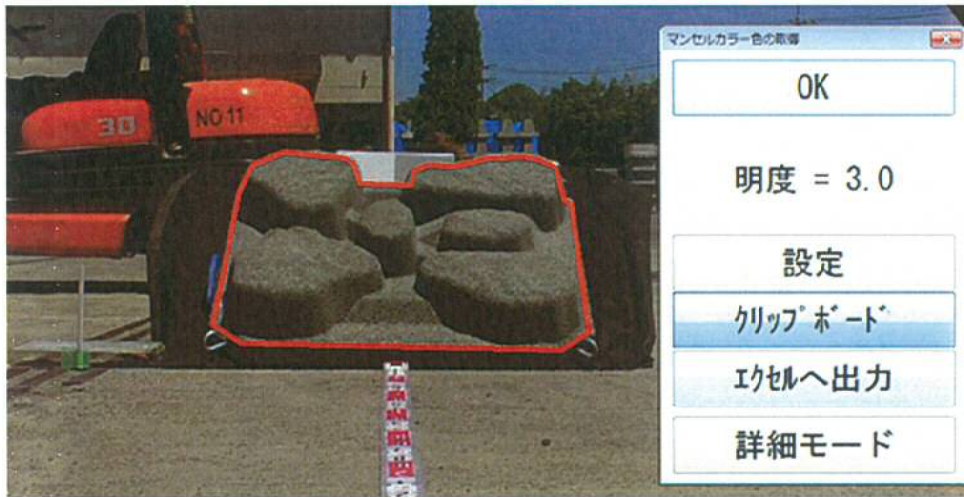 マンセルカラー色の取得
OK
30
NO 11
明度 = 3.0
設定
クリップボード
エクセルへ出力
詳細モード